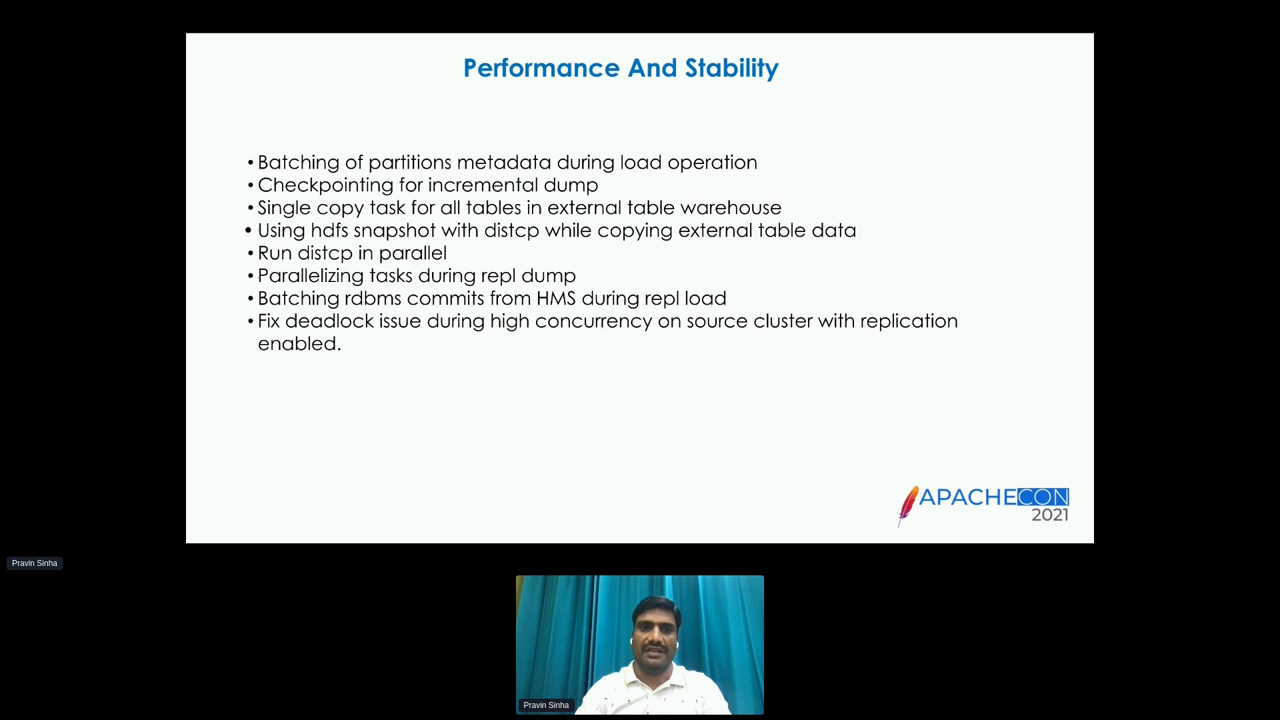 Performance And Stability
• Batching of partitions metadata during load operation
• Checkpointing for incremental dump
• Single copy task for all tables in external table warehouse
• Using hdfs snapshot with distcp while copying external table data
• Run distcp in parallel
• Parallelizing tasks during repl dump
• Batching rdbms commits from HMS during repl load
• Fix deadlock issue during high concurrency on source cluster with replication
enabled.
APACHECON
2021
Pravin Sinha
Pravin Sinha